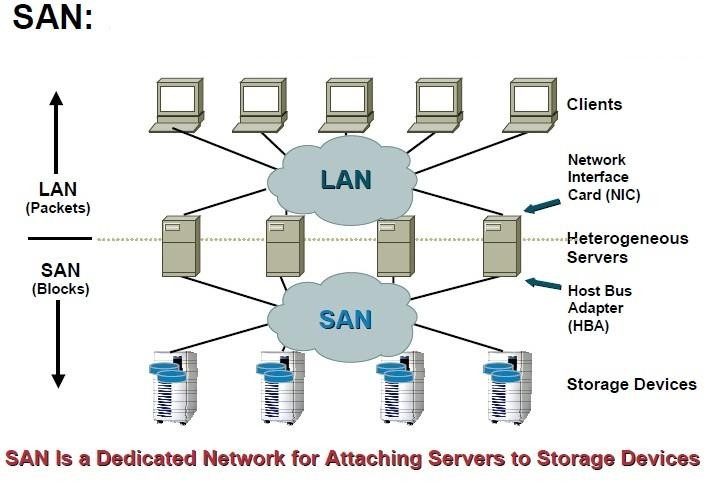 SAN:
Clients
LAN
Network
Interface
Card (NIC)
LAN
(Packets)
Heterogeneous
Servers
SAN
(Blocks)
Host Bus
Adapter
(HBA)
SAN
Storage Devices
SAN Is a Dedicated Network for Attaching Servers to Storage Devices